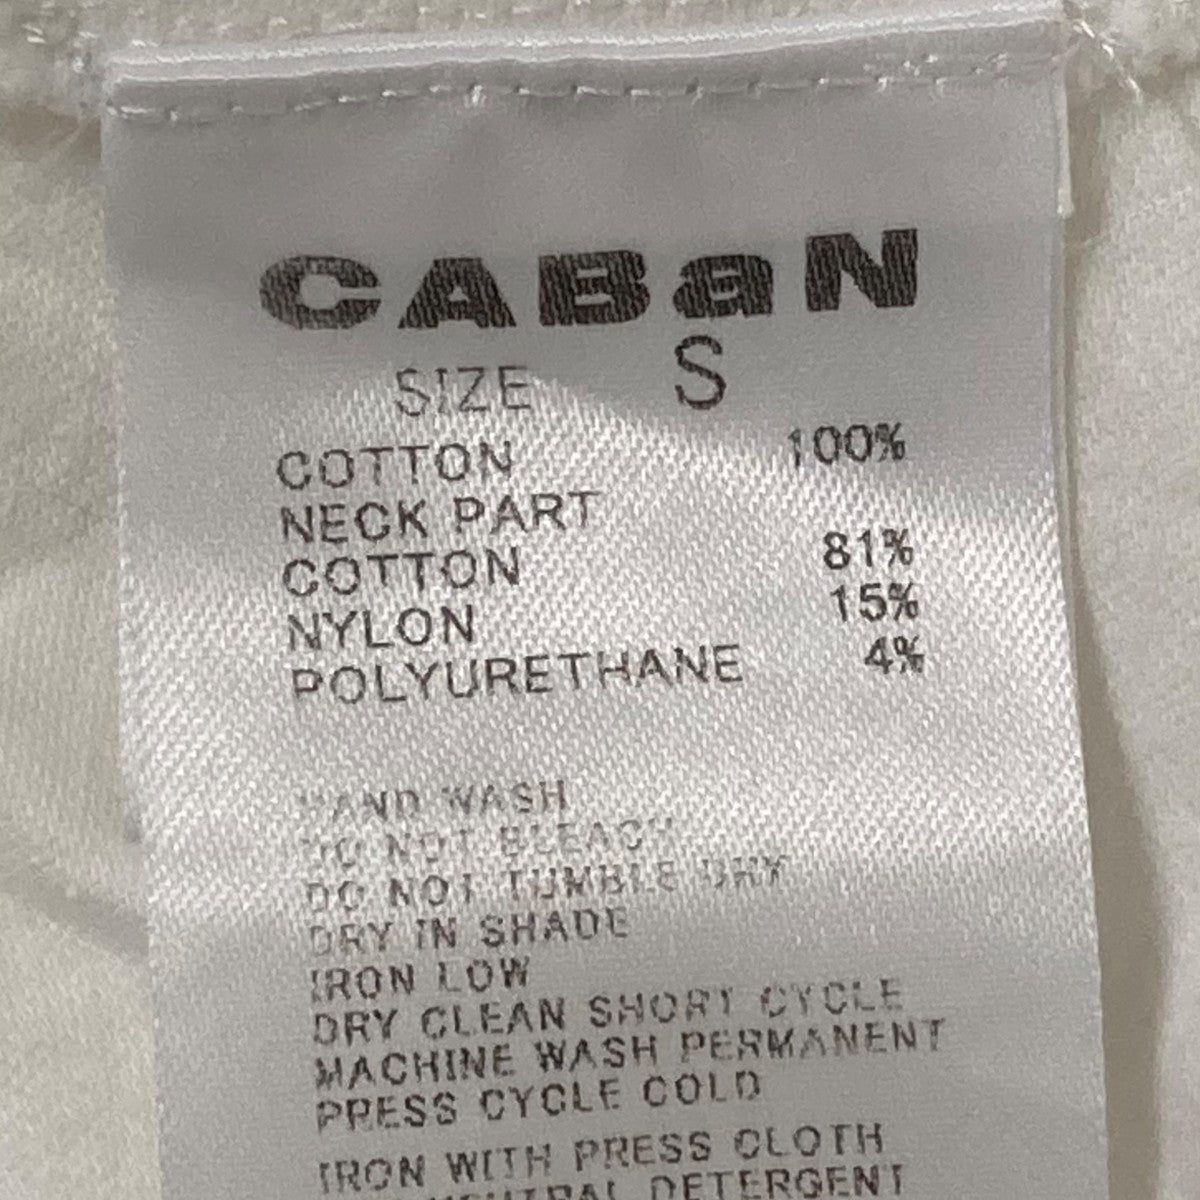 CABaN
SIZE S
COTTON 100%
NECK PART
COTTON 81%
NYLON 15%
POLYURETHANE 4%
HAND WASH
DO NOT BLEACH
DO NOT TUMBLE DRY
DRY IN SHADE
IRON LOW
DRY CLEAN SHORT CYCLE
MACHINE WASH PERMANENT
PRESS CYCLE COLD
IRON WITH PRESS CLOTH
NEUTRAL DETERGENT